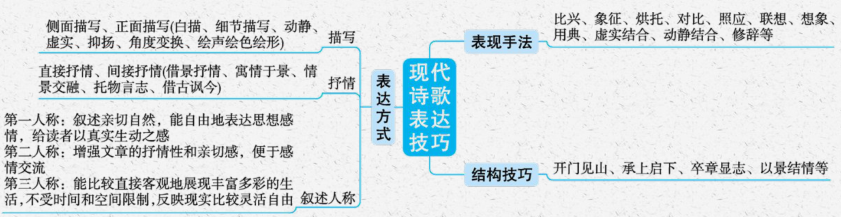 侧面描写、正面描写(白描、细节描写、动静、
虚实、抑扬、角度变换、绘声绘色绘形)
描写
直接抒情、间接抒情(借景抒情、寓情于景、情
景交融、托物言志、借古讽今)
抒情
第一人称：叙述亲切自然，能自由地表达思想感
情，给读者以真实生动之感
第二人称：增强文章的抒情性和亲切感，便于感
情交流
第三人称：能比较直接客观地展现丰富多彩的生
活,不受时间和空间限制,反映现实比较灵活自由
叙述人称
表达方式
现代
诗歌
表达
技巧
表现手法
比兴、象征、烘托、对比、照应、联想、想象、
用典、虚实结合、动静结合、修辞等
结构技巧
开门见山、承上启下、卒章显志、以景结情等